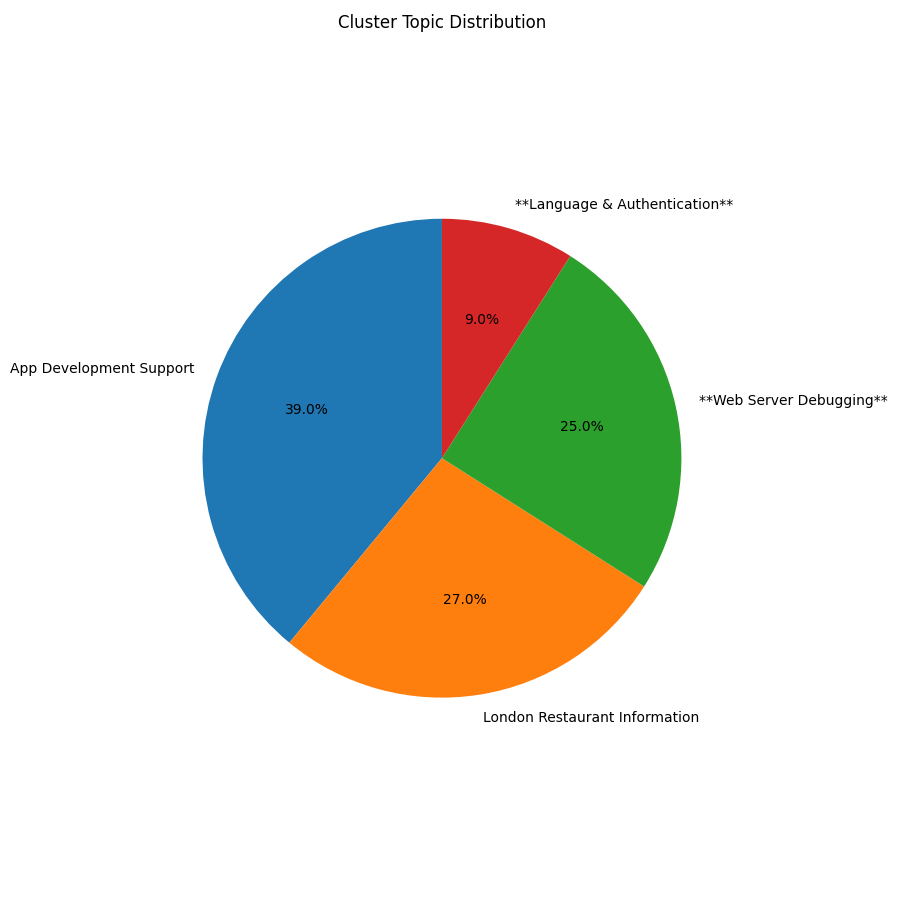 Cluster Topic Distribution
**Language & Authentication**
9.0%
App Development Support
39.0%
**Web Server Debugging**
25.0%
27.0%
London Restaurant Information